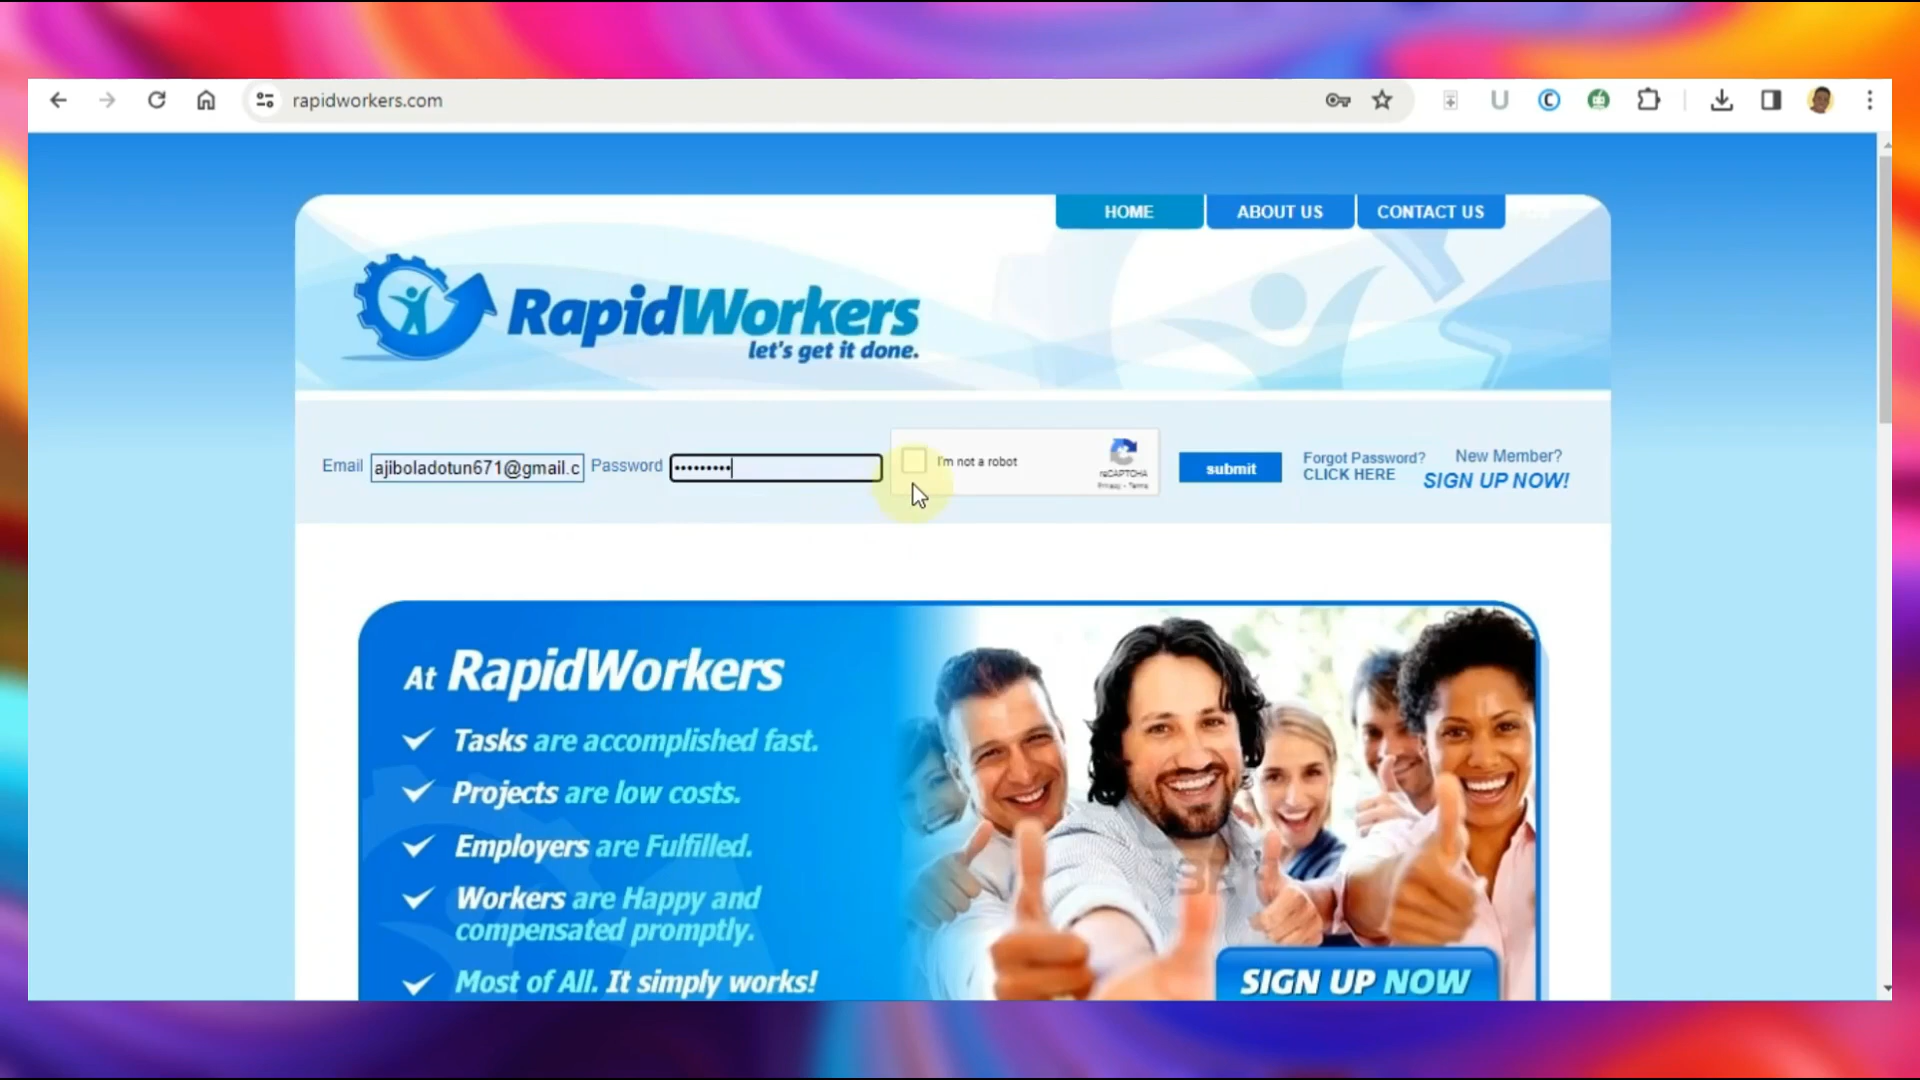 rapidworkers.com
HOME ABOUT US CONTACT US
RapidWorkers
let's get it done.
Email ajiboladotun671@gmail.c Password ••••••••• I'm not a robot
reCAPTCHA
Privacy - Terms
submit
Forgot Password?
CLICK HERE
New Member?
SIGN UP NOW!
At RapidWorkers
Tasks are accomplished fast.
Projects are low costs.
Employers are Fulfilled.
Workers are Happy and
compensated promptly.
Most of All. It simply works!
SIGN UP NOW